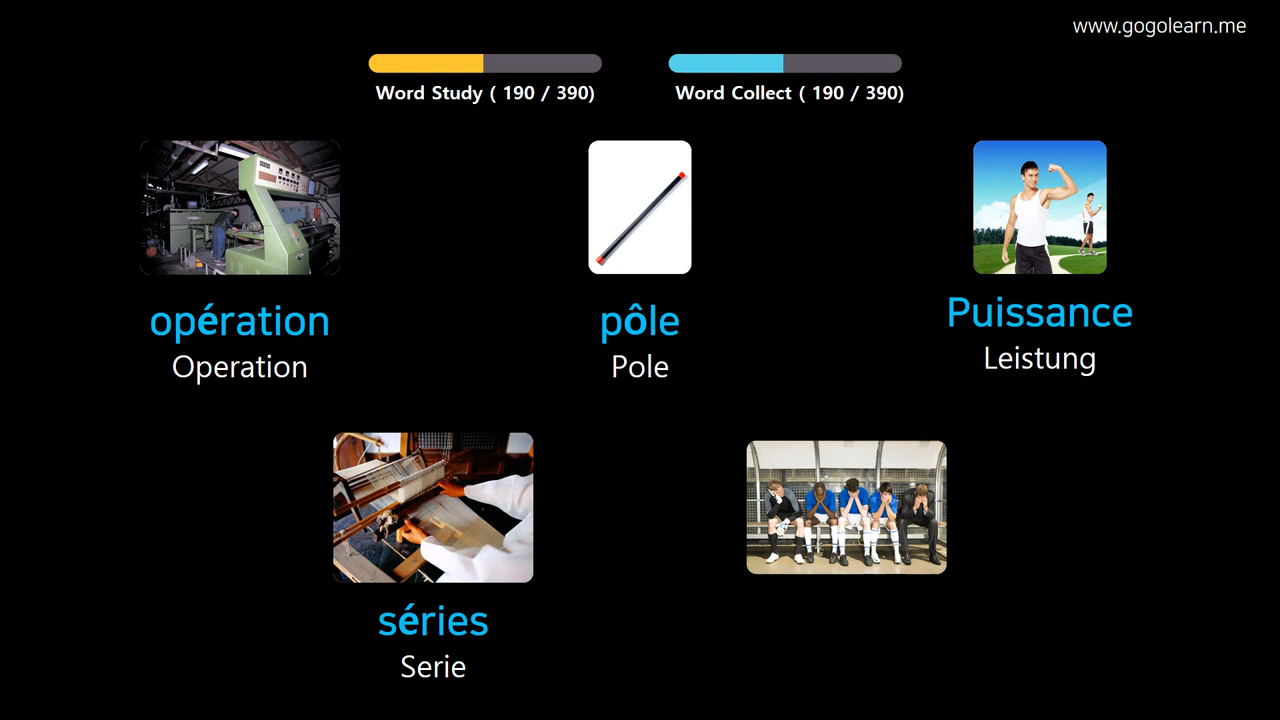 www.gogolearn.me
Word Study ( 190 / 390)
Word Collect ( 190 / 390)
opération
Operation
pôle
Pole
Puissance
Leistung
séries
Serie